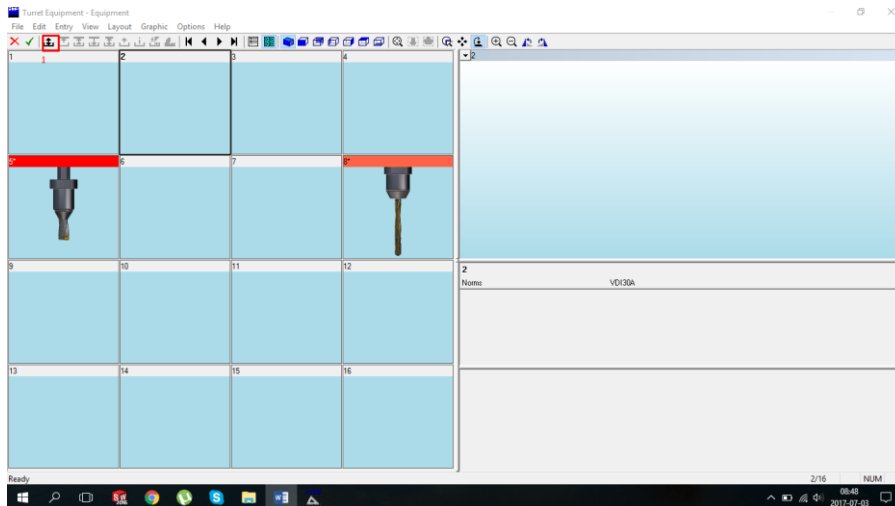 Turret Equipment - Equipment
File Edit Entry View Layout Graphic Options Help
1
1 2 3 4
2
5* 6 7 8*
9 10 11 12
2
Norms VDI30A
13 14 15 16
Ready 2/16 NUM
08:48
2017-07-03